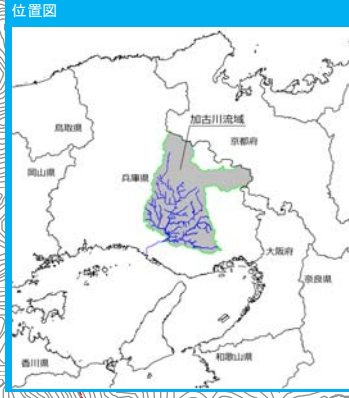 位置図
鳥取県
加古川流域
京都府
岡山県
兵庫県
大阪府
奈良県
香川県
和歌山県